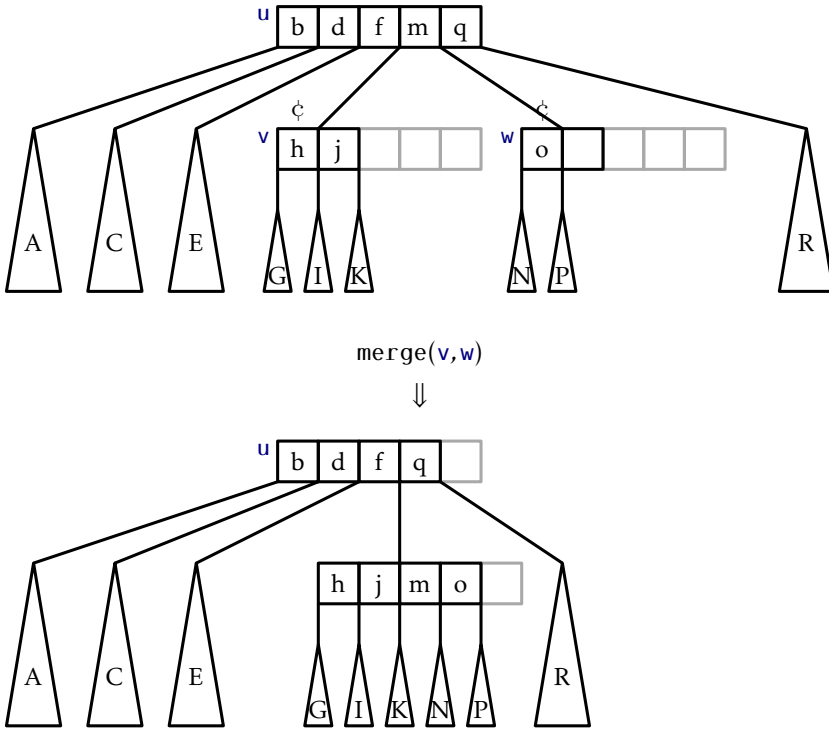 u b d f m q
¢ ¢
v h j w o
A C E G I K N P R
merge(v,w)
⇓
u b d f q
h j m o
A C E G I K N P R